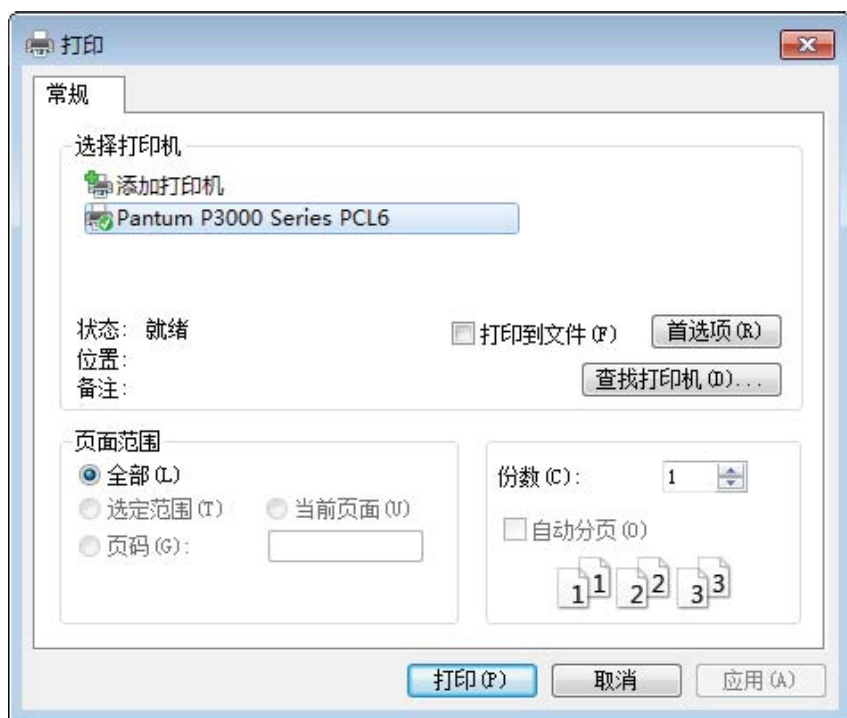 打印
常规
选择打印机
添加打印机
Pantum P3000 Series PCL6
状态: 就绪
打印到文件(F)
首选项(R)
位置:
备注:
查找打印机(D)...
页面范围
全部(L)
选定范围(T)
当前页面(U)
页码(G):
份数(C):
1
自动分页(O)
1 1 2 2 3 3
打印(P)
取消
应用(A)